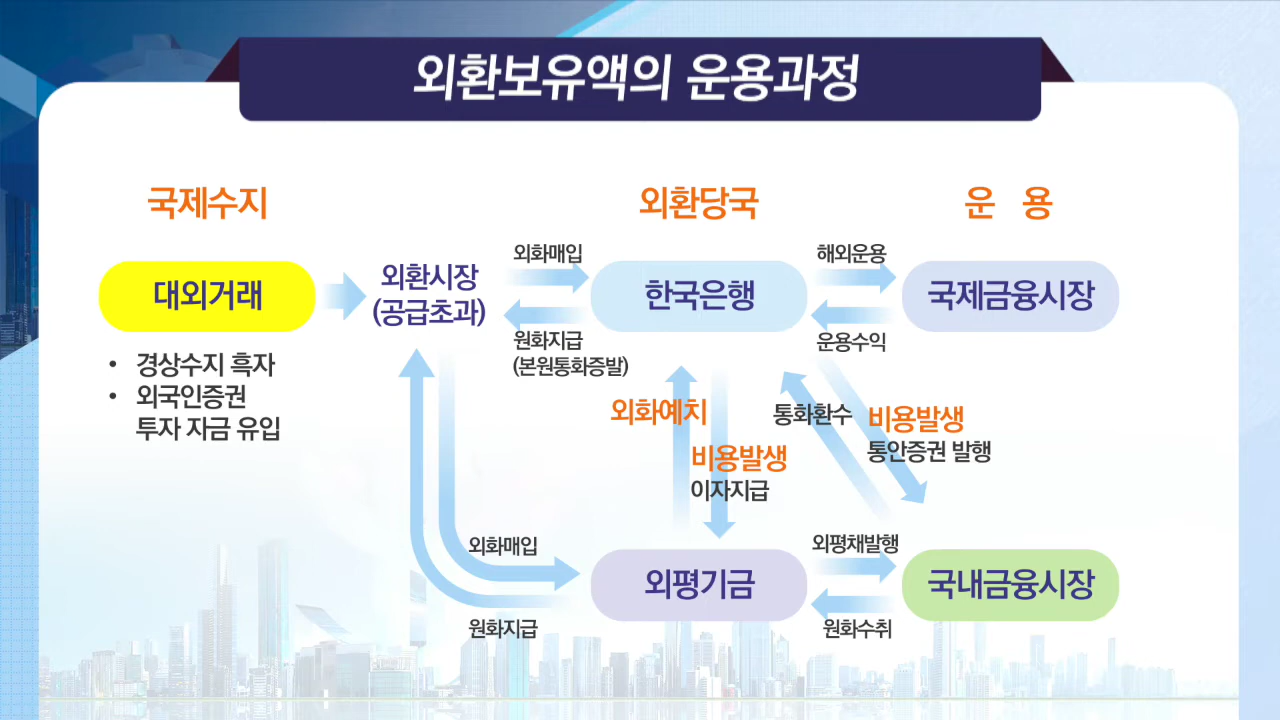 외환보유액의 운용과정
국제수지
외환당국
운 용
대외거래
외환시장
(공급초과)
외화매입
원화지급
(본원통화증발)
한국은행
해외운용
운용수익
국제금융시장
• 경상수지 흑자
• 외국인증권
투자 자금 유입
외화예치
비용발생
이자지급
통화환수
비용발생
통안증권 발행
외화매입
원화지급
외평기금
외평채발행
원화수취
국내금융시장